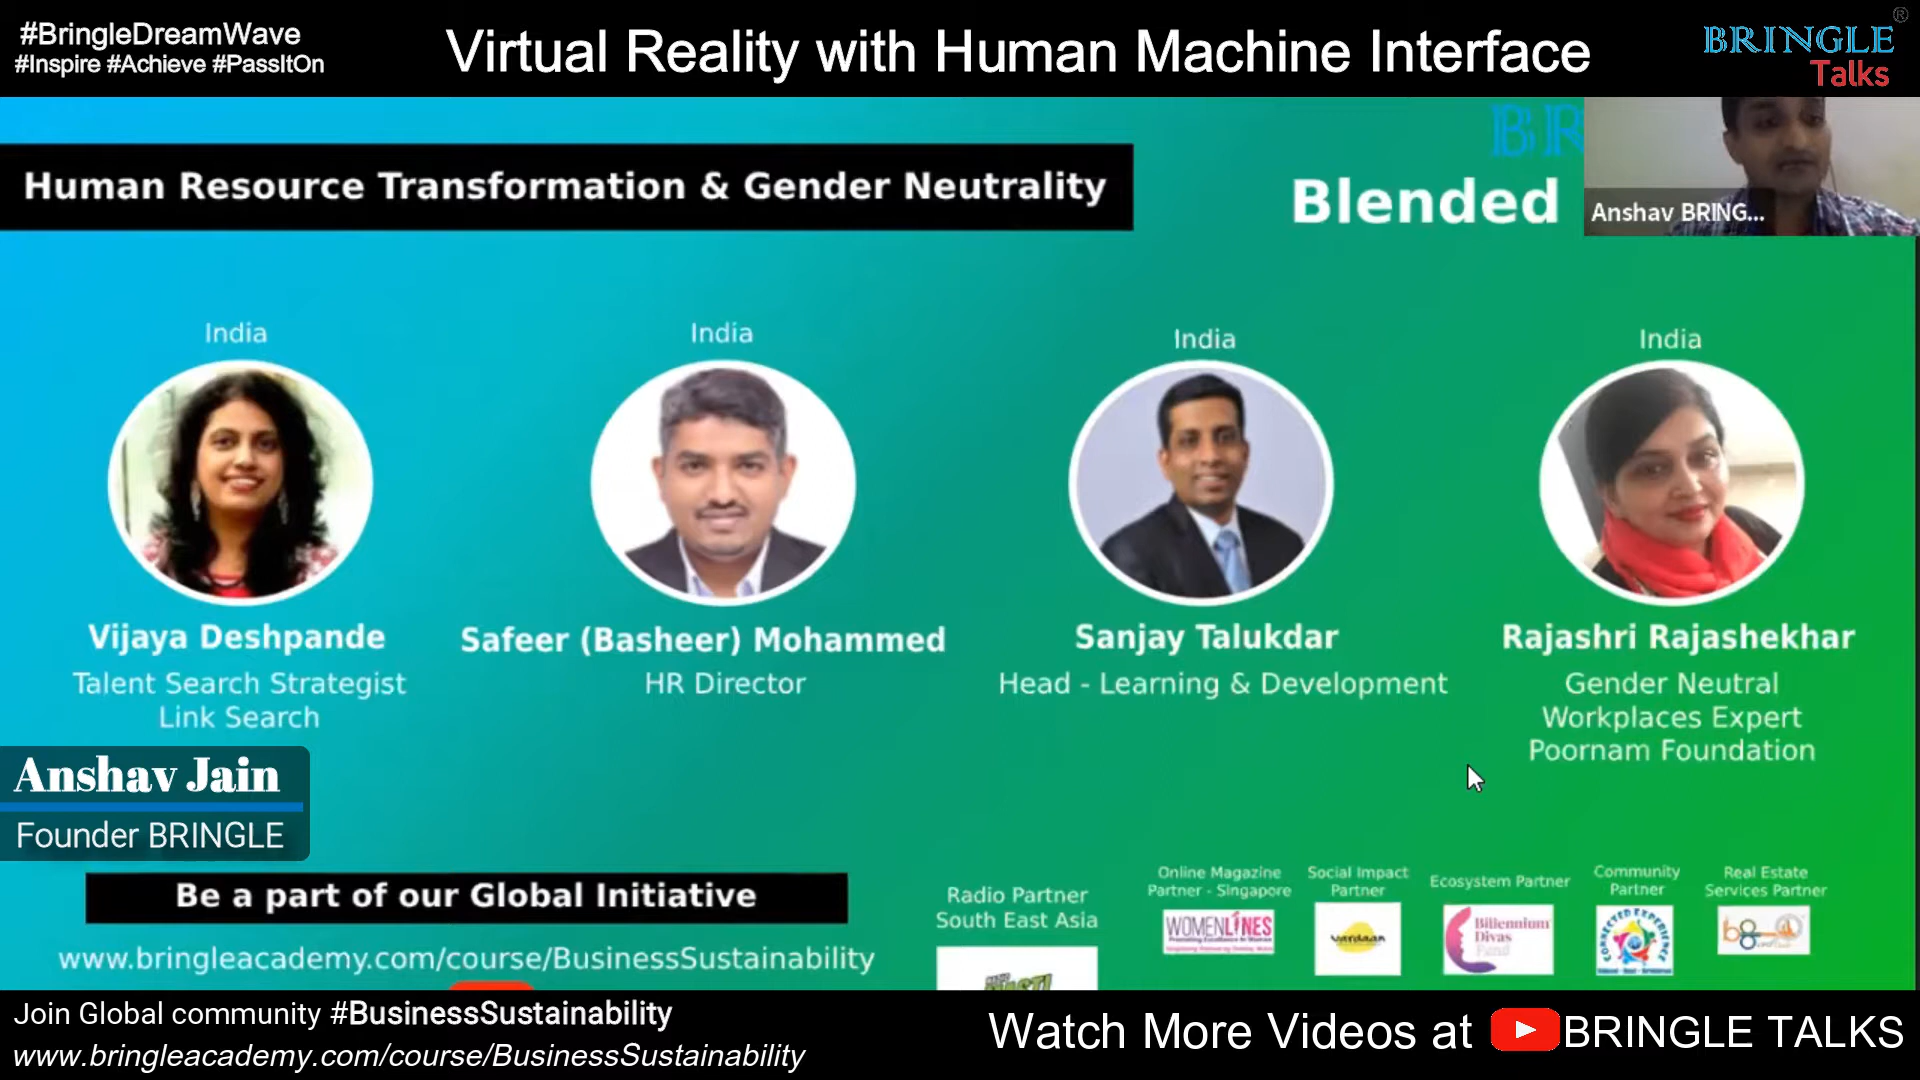 #BringleDreamWave
#Inspire #Achieve #PassItOn
Virtual Reality with Human Machine Interface
BRINGLE®
Talks
BR
Human Resource Transformation & Gender Neutrality
Blended
Anshav BRING...
India
India
India
India
Vijaya Deshpande
Talent Search Strategist
Link Search
Safeer (Basheer) Mohammed
HR Director
Sanjay Talukdar
Head - Learning & Development
Rajashri Rajashekhar
Gender Neutral
Workplaces Expert
Poornam Foundation
Anshav Jain
Founder BRINGLE
Be a part of our Global Initiative
www.bringleacademy.com/course/BusinessSustainability
Radio Partner
South East Asia
Online Magazine
Partner - Singapore
WOMENLINES
Social Impact
Partner
vardaan
Ecosystem Partner
Billennium
Divas
Fund
Community
Partner
CONNECTED EXPERIENCE
Real Estate
Services Partner
Join Global community #BusinessSustainability
www.bringleacademy.com/course/BusinessSustainability
Watch More Videos at BRINGLE TALKS